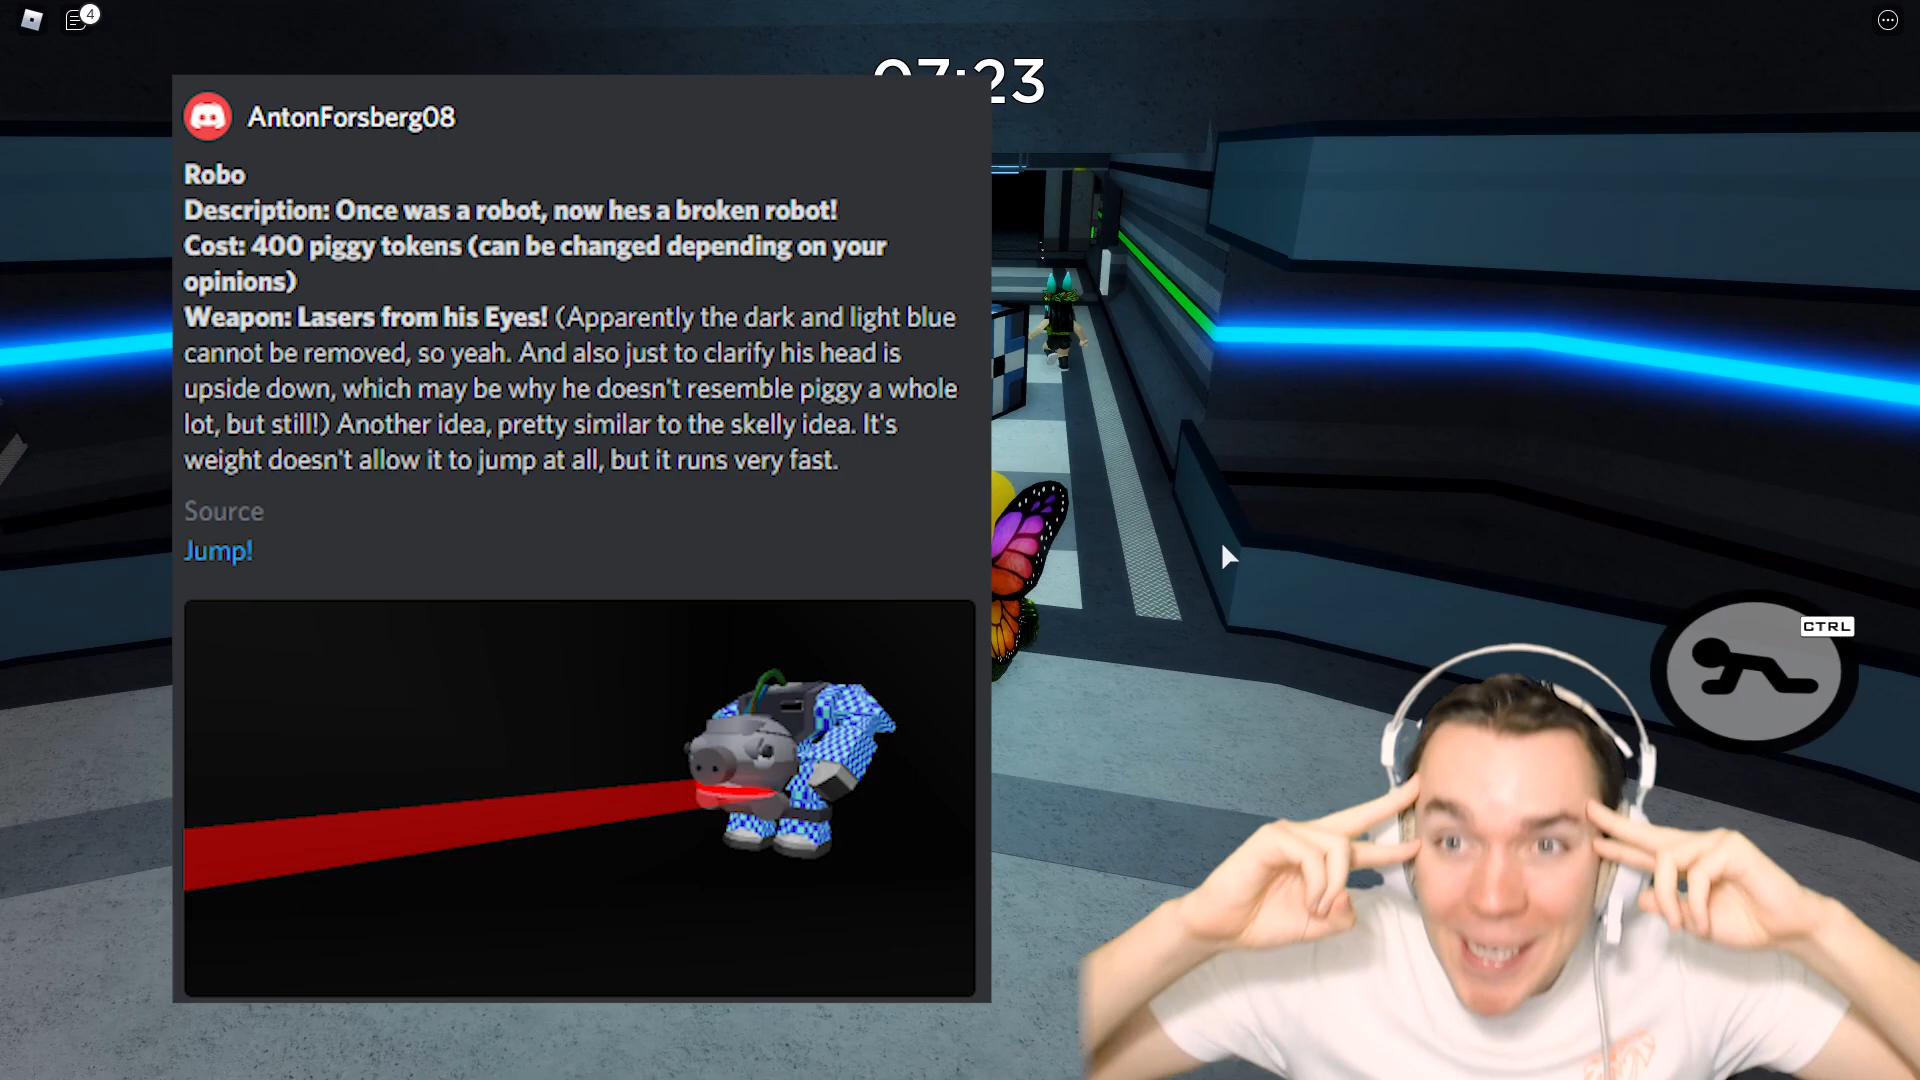 4
07:23
AntonForsberg08
Robo
Description: Once was a robot, now hes a broken robot!
Cost: 400 piggy tokens (can be changed depending on your
opinions)
Weapon: Lasers from his Eyes! (Apparently the dark and light blue
cannot be removed, so yeah. And also just to clarify his head is
upside down, which may be why he doesn't resemble piggy a whole
lot, but still!) Another idea, pretty similar to the skelly idea. It's
weight doesn't allow it to jump at all, but it runs very fast.
Source
Jump!
CTRL